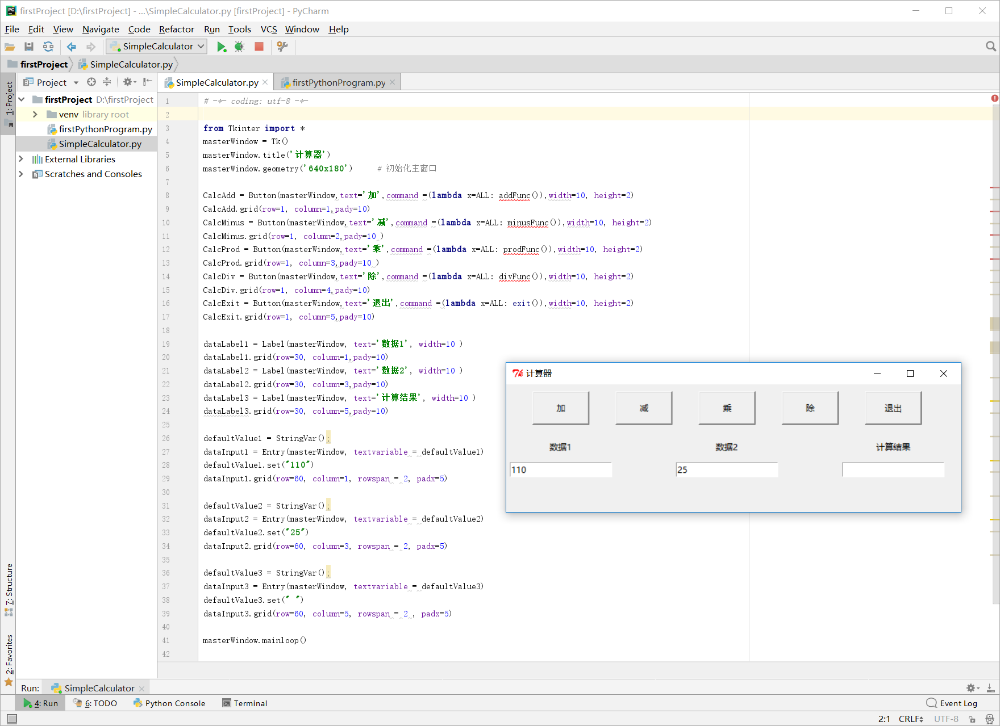 firstProject [D:\firstProject] - ...\SimpleCalculator.py [firstProject] - PyCharm
File Edit View Navigate Code Refactor Run Tools VCS Window Help
SimpleCalculator
firstProject SimpleCalculator.py
1: Project
Project
SimpleCalculator.py
firstPythonProgram.py
firstProject D:\firstProject
venv library root
firstPythonProgram.py
SimpleCalculator.py
External Libraries
Scratches and Consoles
1 # -*- coding: utf-8 -*-
2
3 from Tkinter import *
4 masterWindow = Tk()
5 masterWindow.title('计算器')
6 masterWindow.geometry('640x180') # 初始化主窗口
7
8 CalcAdd = Button(masterWindow,text='加',command =(lambda x=ALL: addFunc()),width=10, height=2)
9 CalcAdd.grid(row=1, column=1,pady=10)
10 CalcMinus = Button(masterWindow,text='减',command =(lambda x=ALL: minusFunc()),width=10, height=2)
11 CalcMinus.grid(row=1, column=2,pady=10 )
12 CalcProd = Button(masterWindow,text='乘',command =(lambda x=ALL: prodFunc()),width=10, height=2)
13 CalcProd.grid(row=1, column=3,pady=10 )
14 CalcDiv = Button(masterWindow,text='除',command =(lambda x=ALL: divFunc()),width=10, height=2)
15 CalcDiv.grid(row=1, column=4,pady=10)
16 CalcExit = Button(masterWindow,text='退出',command =(lambda x=ALL: exit()),width=10, height=2)
17 CalcExit.grid(row=1, column=5,pady=10)
18
19 dataLabel1 = Label(masterWindow, text='数据1', width=10 )
20 dataLabel1.grid(row=30, column=1,pady=10)
21 dataLabel2 = Label(masterWindow, text='数据2', width=10 )
22 dataLabel2.grid(row=30, column=3,pady=10)
23 dataLabel3 = Label(masterWindow, text='计算结果', width=10 )
24 dataLabel3.grid(row=30, column=5,pady=10)
25
26 defaultValue1 = StringVar();
27 dataInput1 = Entry(masterWindow, textvariable = defaultValue1)
28 defaultValue1.set("110")
29 dataInput1.grid(row=60, column=1, rowspan = 2, padx=5)
30
31 defaultValue2 = StringVar();
32 dataInput2 = Entry(masterWindow, textvariable = defaultValue2)
33 defaultValue2.set("25")
34 dataInput2.grid(row=60, column=3, rowspan = 2, padx=5)
35
36 defaultValue3 = StringVar();
37 dataInput3 = Entry(masterWindow, textvariable = defaultValue3)
38 defaultValue3.set(" ")
39 dataInput3.grid(row=60, column=5, rowspan = 2 , padx=5)
40
41 masterWindow.mainloop()
42
计算器
加 减 乘 除 退出
数据1 数据2 计算结果
110 25
7: Structure
2: Favorites
Run: SimpleCalculator
4: Run 6: TODO Python Console Terminal Event Log
2:1 CRLF UTF-8